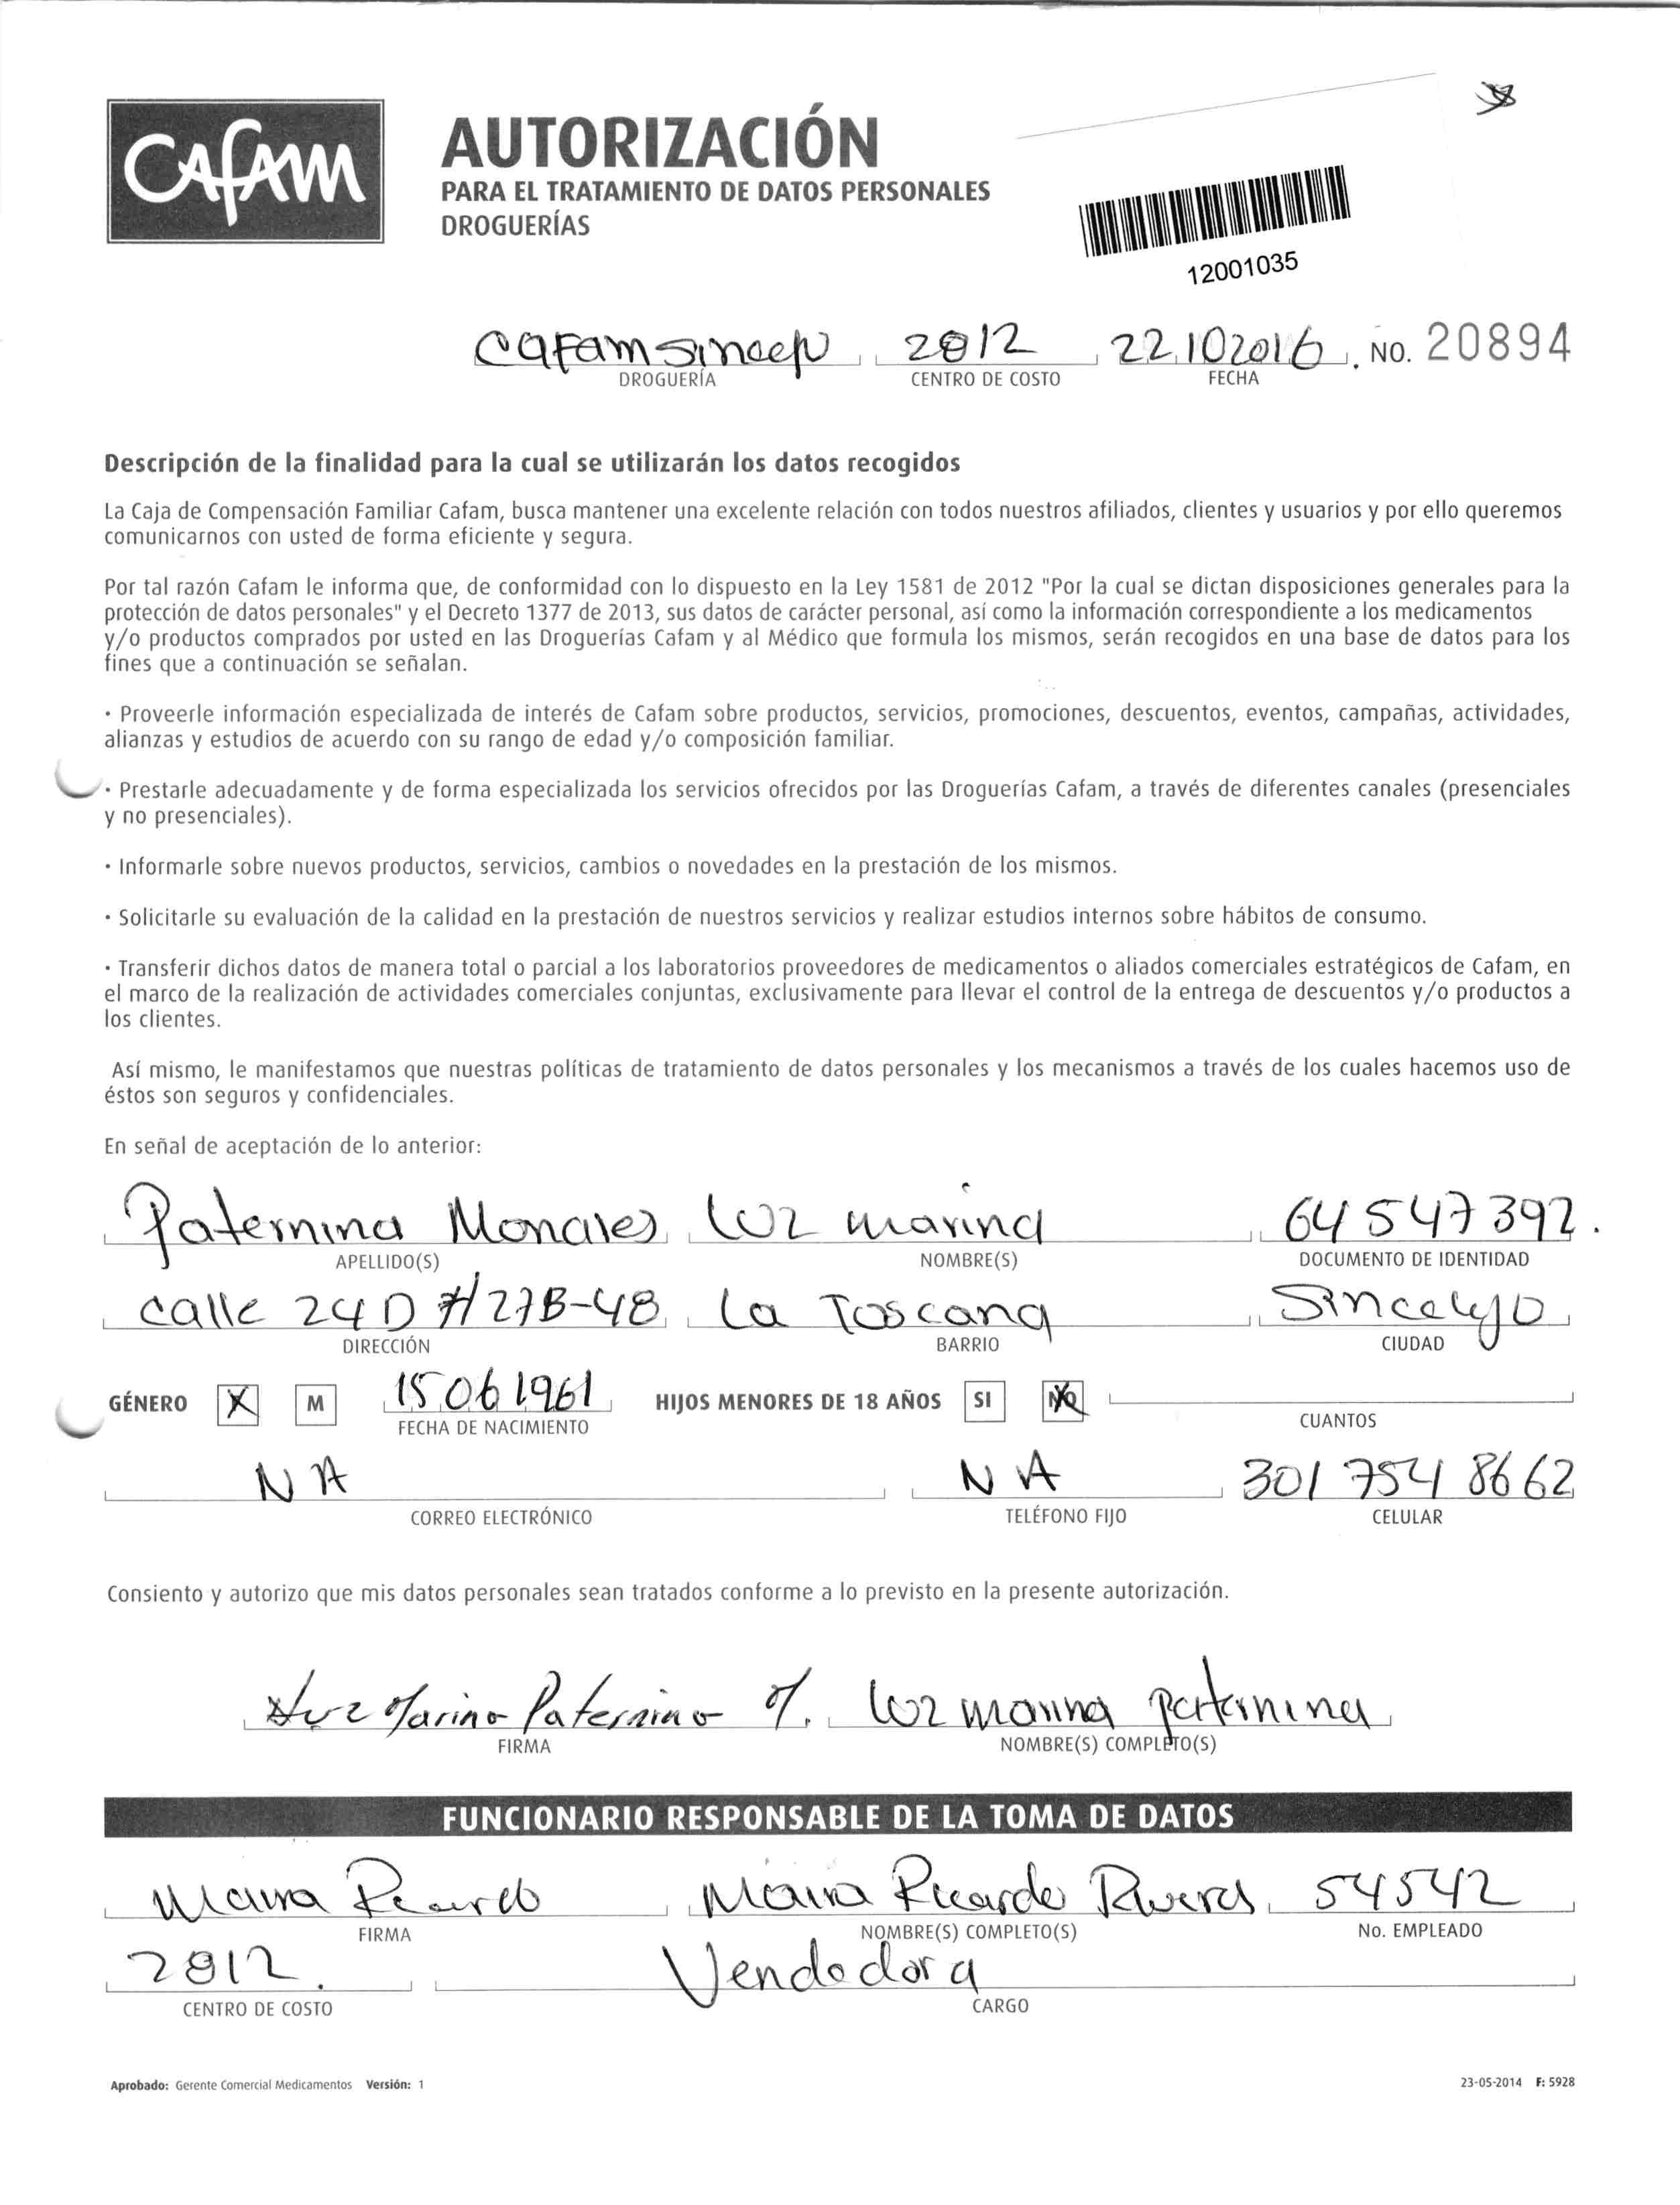 Cafam
AUTORIZACIÓN
PARA EL TRATAMIENTO DE DATOS PERSONALES
DROGUERÍAS
12001035
Cafam 2812 22 10 2016 No. 20894
DROGUERÍA CENTRO DE COSTO FECHA
Descripción de la finalidad para la cual se utilizarán los datos recogidos
La Caja de Compensación Familiar Cafam, busca mantener una excelente relación con todos nuestros afiliados, clientes y usuarios y por ello queremos
comunicarnos con usted de forma eficiente y segura.
Por tal razón Cafam le informa que, de conformidad con lo dispuesto en la Ley 1581 de 2012 "Por la cual se dictan disposiciones generales para la
protección de datos personales" y el Decreto 1377 de 2013, sus datos de carácter personal, así como la información correspondiente a los medicamentos
y/o productos comprados por usted en las Droguerías Cafam y al Médico que formula los mismos, serán recogidos en una base de datos para los
fines que a continuación se señalan.
• Proveerle información especializada de interés de Cafam sobre productos, servicios, promociones, descuentos, eventos, campañas, actividades,
alianzas y estudios de acuerdo con su rango de edad y/o composición familiar.
• Prestarle adecuadamente y de forma especializada los servicios ofrecidos por las Droguerías Cafam, a través de diferentes canales (presenciales
y no presenciales).
• Informarle sobre nuevos productos, servicios, cambios o novedades en la prestación de los mismos.
• Solicitarle su evaluación de la calidad en la prestación de nuestros servicios y realizar estudios internos sobre hábitos de consumo.
• Transferir dichos datos de manera total o parcial a los laboratorios proveedores de medicamentos o aliados comerciales estratégicos de Cafam, en
el marco de la realización de actividades comerciales conjuntas, exclusivamente para llevar el control de la entrega de descuentos y/o productos a
los clientes.
Así mismo, le manifestamos que nuestras políticas de tratamiento de datos personales y los mecanismos a través de los cuales hacemos uso de
éstos son seguros y confidenciales.
En señal de aceptación de lo anterior:
Paternina Monales luz marina 64 547 392.
APELLIDO(S) NOMBRE(S) DOCUMENTO DE IDENTIDAD
calle 24 D # 27B-48 La Toscana Sincelejo
DIRECCIÓN BARRIO CIUDAD
GÉNERO X M 15 06 1961 HIJOS MENORES DE 18 AÑOS SI NO
FECHA DE NACIMIENTO CUANTOS
N A N A 301 754 8662
CORREO ELECTRÓNICO TELÉFONO FIJO CELULAR
Consiento y autorizo que mis datos personales sean tratados conforme a lo previsto en la presente autorización.
Luz Marina Paternina M. luz marina paternina
FIRMA NOMBRE(S) COMPLETO(S)
FUNCIONARIO RESPONSABLE DE LA TOMA DE DATOS
Maira Ricardo Maira Ricardo Rivera 54542
FIRMA NOMBRE(S) COMPLETO(S) No. EMPLEADO
2812. Vendedora
CENTRO DE COSTO CARGO
Aprobado: Gerente Comercial Medicamentos Versión: 1 23-05-2014 F: 5928